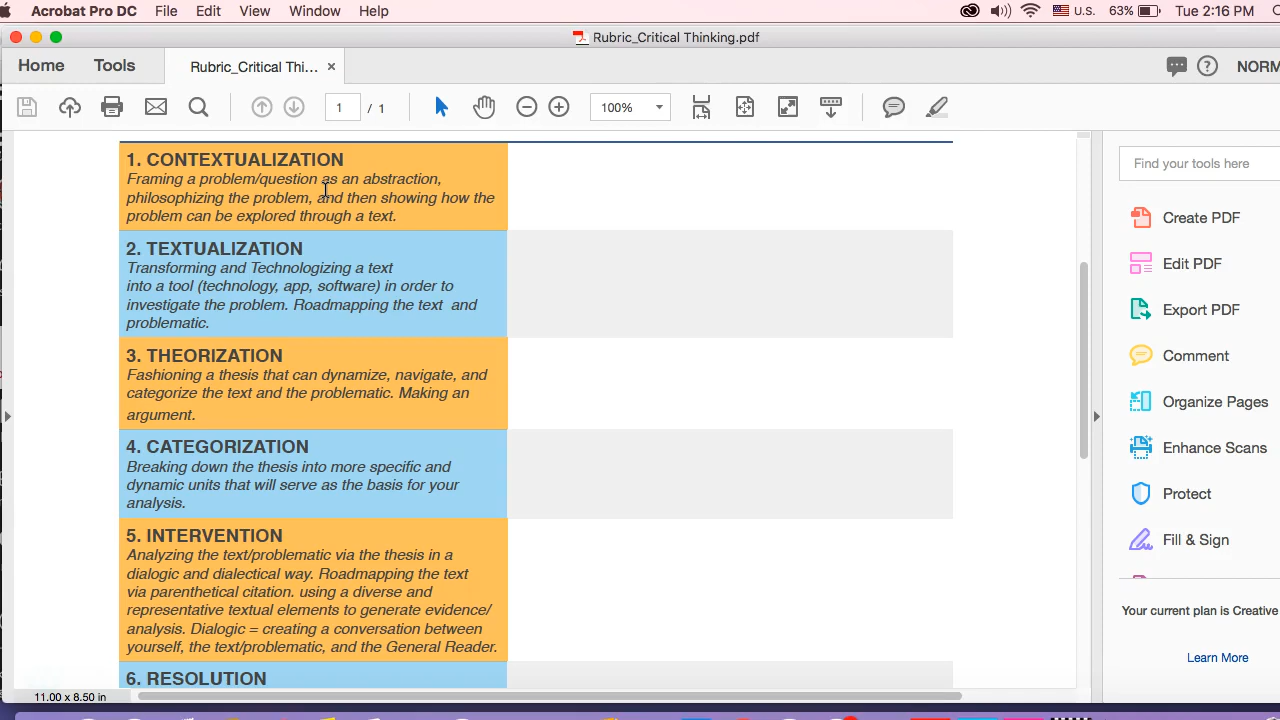 Acrobat Pro DC File Edit View Window Help U.S. 63% Tue 2:16 PM
Rubric_Critical Thinking.pdf
Home Tools Rubric_Critical Thi... × ? NORM
1 / 1 100%
Find your tools here
1. CONTEXTUALIZATION
Framing a problem/question as an abstraction,
philosophizing the problem, and then showing how the
problem can be explored through a text.
2. TEXTUALIZATION
Transforming and Technologizing a text
into a tool (technology, app, software) in order to
investigate the problem. Roadmapping the text and
problematic.
3. THEORIZATION
Fashioning a thesis that can dynamize, navigate, and
categorize the text and the problematic. Making an
argument.
4. CATEGORIZATION
Breaking down the thesis into more specific and
dynamic units that will serve as the basis for your
analysis.
5. INTERVENTION
Analyzing the text/problematic via the thesis in a
dialogic and dialectical way. Roadmapping the text
via parenthetical citation. using a diverse and
representative textual elements to generate evidence/
analysis. Dialogic = creating a conversation between
yourself, the text/problematic, and the General Reader.
6. RESOLUTION
Create PDF
Edit PDF
Export PDF
Comment
Organize Pages
Enhance Scans
Protect
Fill & Sign
Your current plan is Creative
Learn More
11.00 x 8.50 in